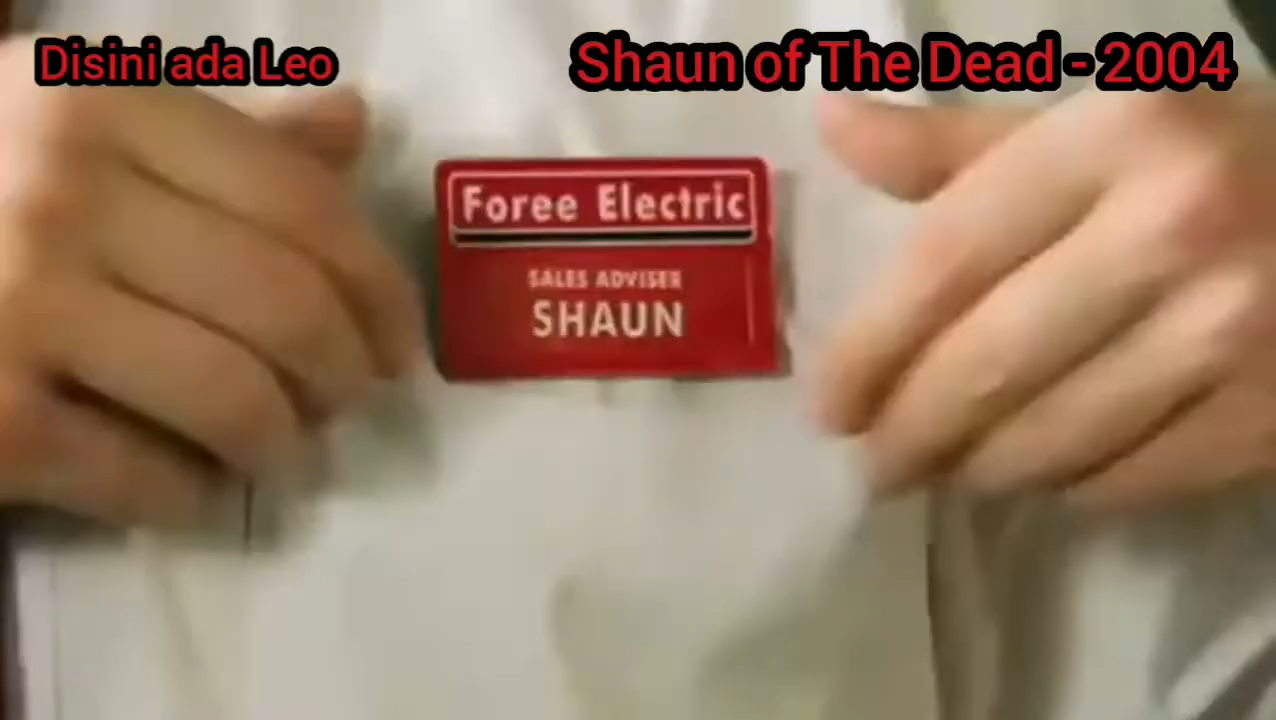 Disini ada Leo
Shaun of The Dead - 2004
Foree Electric
SALES ADVISER
SHAUN